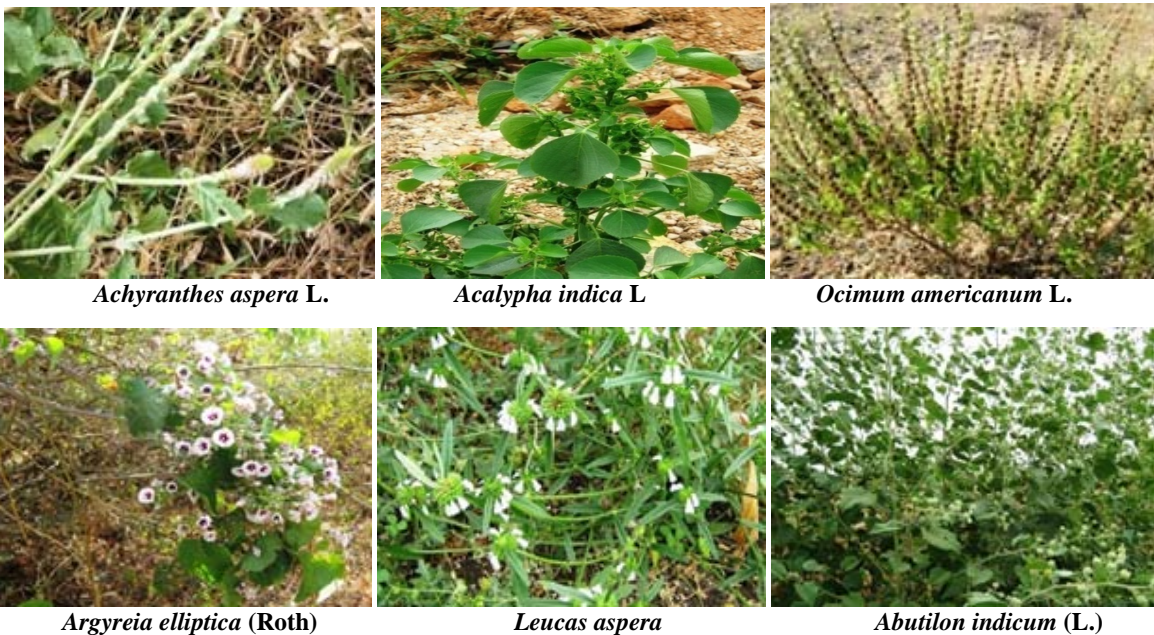 Achyranthes aspera L.
Acalypha indica L
Ocimum americanum L.
Argyreia elliptica (Roth)
Leucas aspera
Abutilon indicum (L.)